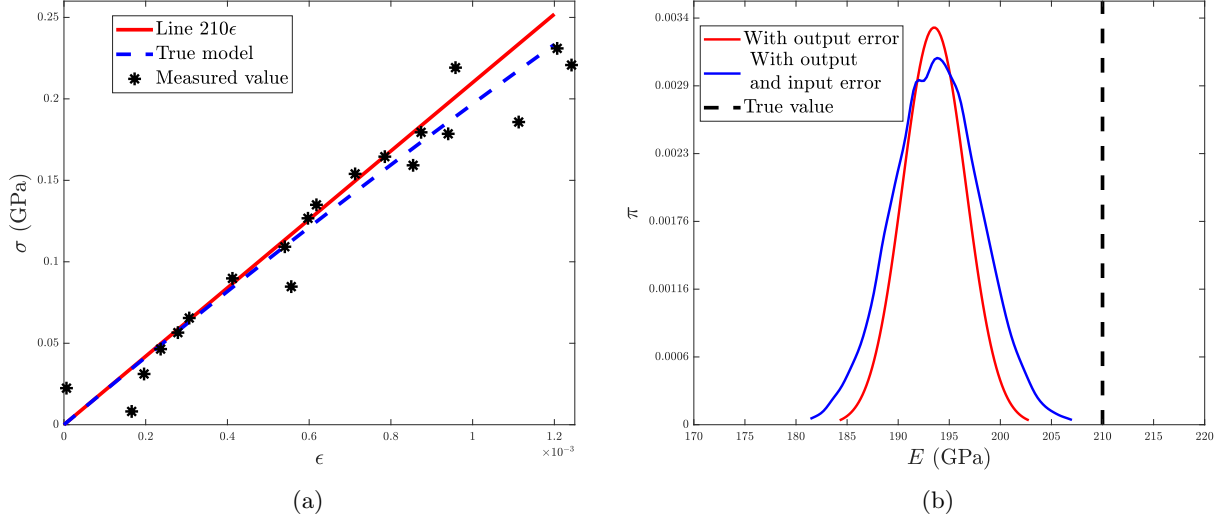 Line 210ϵ
True model
Measured value
0.25
0.2
0.15
0.1
0.05
0
σ (GPa)
0 0.2 0.4 0.6 0.8 1 1.2
×10⁻³
ϵ
(a)
With output error
With output
and input error
True value
0.0034
0.0029
0.0023
0.00176
0.00116
0.0006
0
π
170 175 180 185 190 195 200 205 210 215 220
E (GPa)
(b)